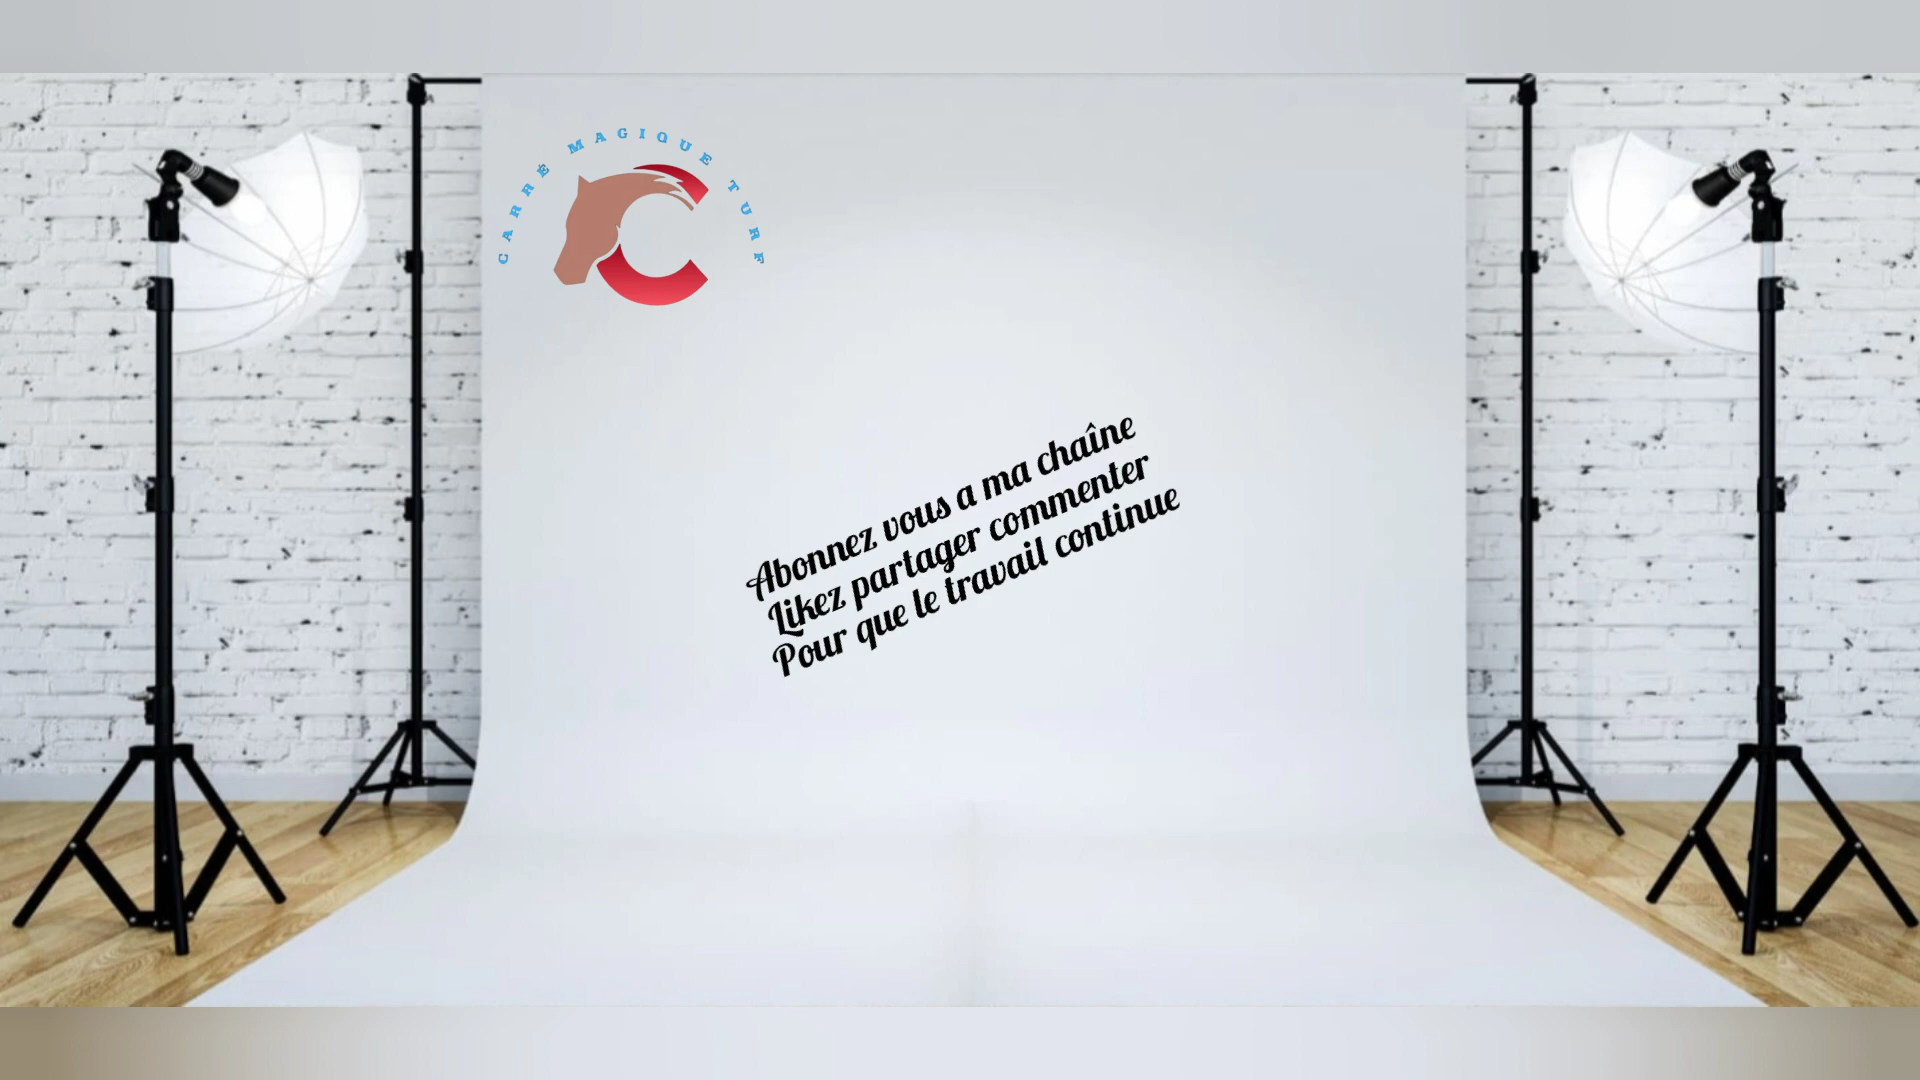 CARRÉ MAGIQUE TURF
Abonnez vous a ma chaîne
Likez partager commenter
Pour que le travail continue